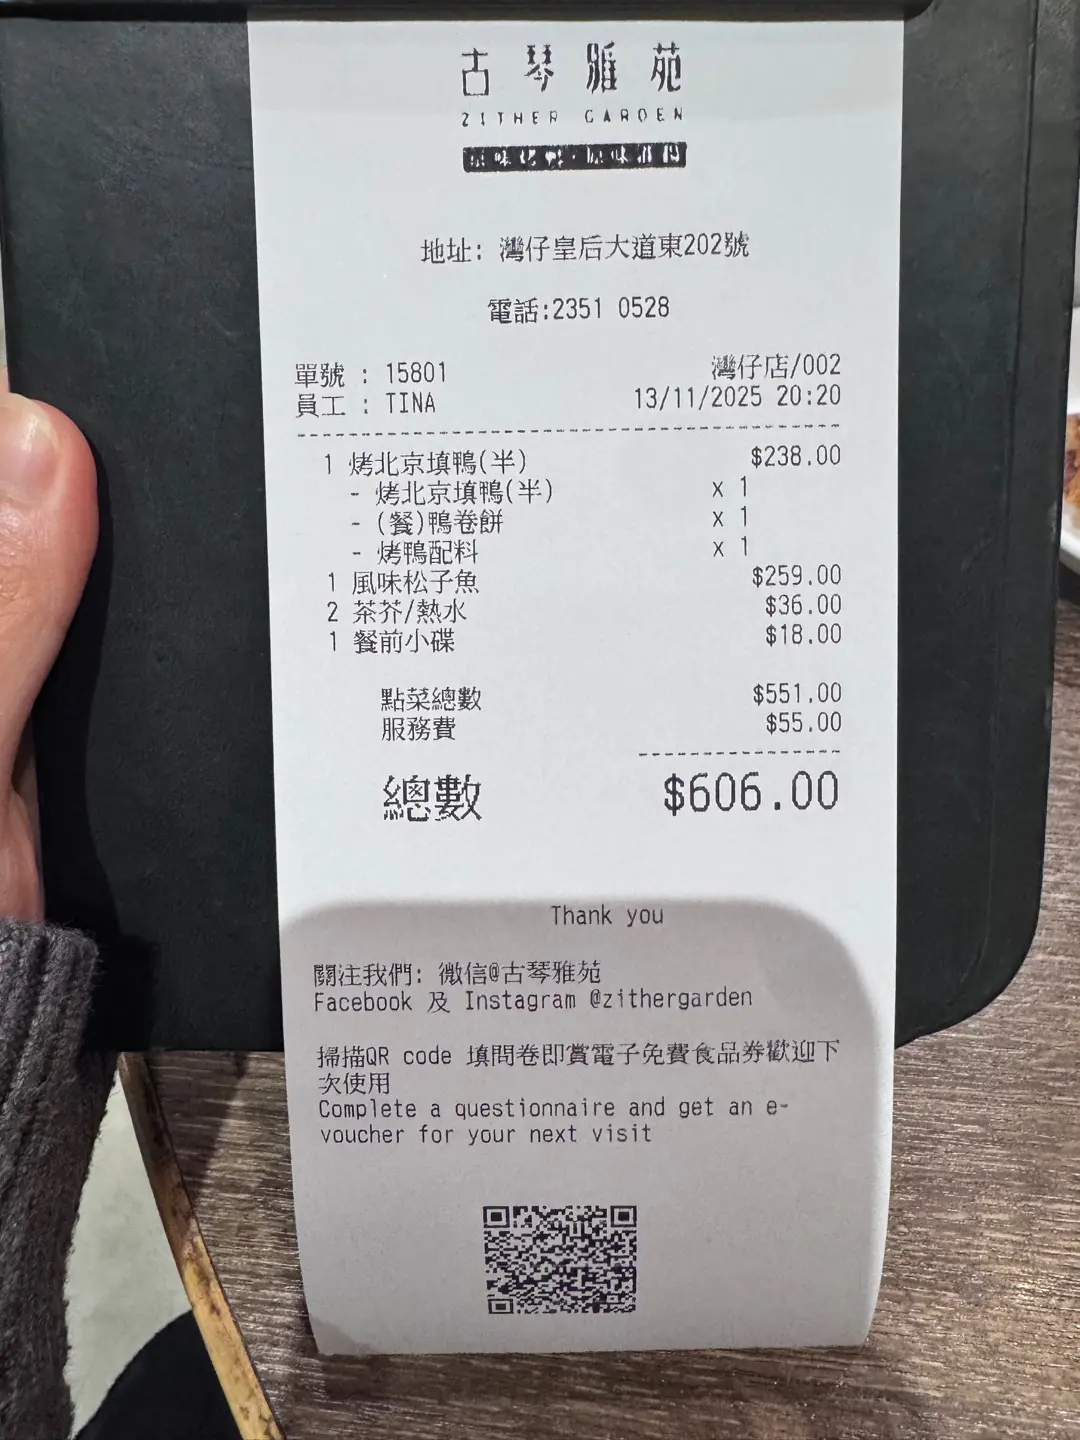 古琴雅苑
ZITHER GARDEN
地址: 灣仔皇后大道東202號
電話:2351 0528
單號 : 15801 灣仔店/002
員工 : TINA 13/11/2025 20:20
1 烤北京填鴨(半) $238.00
- 烤北京填鴨(半) x 1
- (餐)鴨卷餅 x 1
- 烤鴨配料 x 1
1 風味松子魚 $259.00
2 茶芥/熱水 $36.00
1 餐前小碟 $18.00
點菜總數 $551.00
服務費 $55.00
總數 $606.00
Thank you
關注我們: 微信@古琴雅苑
Facebook 及 Instagram @zithergarden
掃描QR code 填問卷即賞電子免費食品券歡迎下
次使用
Complete a questionnaire and get an e-
voucher for your next visit